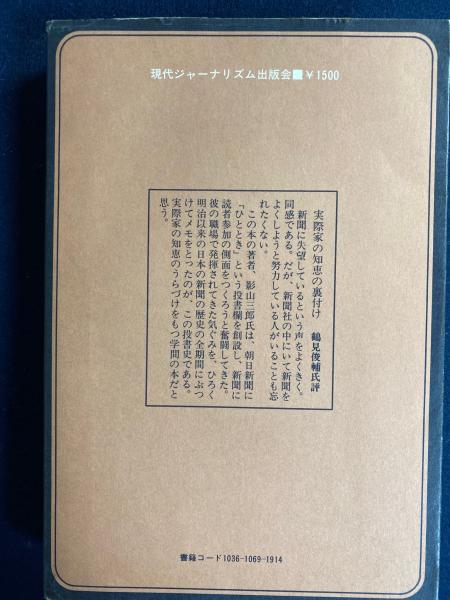 現代ジャーナリズム出版会■￥1500
実際家の知恵の裏付け　鶴見俊輔氏評
新聞に失望しているという声をよくきく。
同感である。だが、新聞社の中にいて新聞を
よくしようと努力している人がいることも忘
れたくない。
この本の著者、影山三郎氏は、朝日新聞に
「ひととき」という投書欄を創設し、新聞に
読者参加の側面をつくろうと奮闘してきた。
彼の職場で発揮されてきた気ぐみを、ひろく
明治以来の日本の新聞の歴史の全期間にぶつ
けてメモをとったのが、この投書史である。
実際家の知恵のうらづけをもつ学問の本だと
思う。
書籍コード1036-1069-1914